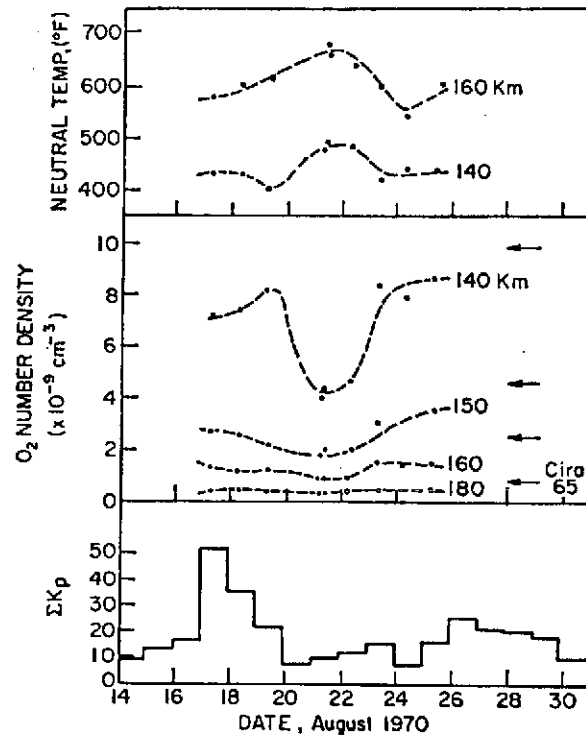 NEUTRAL TEMP, (°F)
700
600
500
400
160 Km
140
O₂ NUMBER DENSITY
(x10⁻⁹ cm⁻³)
10
8
6
4
2
0
140 Km
150
160
180
Cira
65
ΣKp
50
40
30
20
10
0
14 16 18 20 22 24 26 28 30
DATE, August 1970